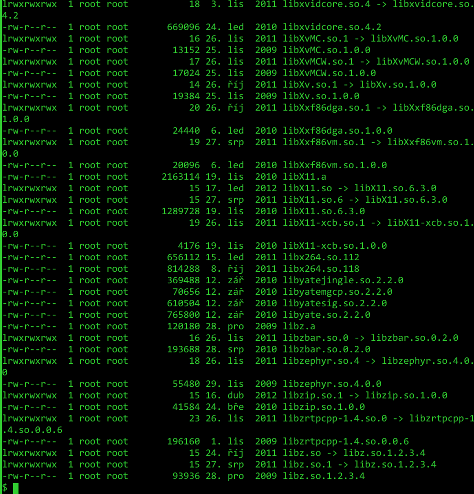 lrwxrwxrwx 1 root root 18 3. lis 2011 libxvidcore.so.4 -> libxvidcore.so.
4.2
-rw-r--r-- 1 root root 669096 24. led 2010 libxvidcore.so.4.2
lrwxrwxrwx 1 root root 16 26. lis 2011 libXvMC.so.1 -> libXvMC.so.1.0.0
-rw-r--r-- 1 root root 13152 25. lis 2009 libXvMC.so.1.0.0
lrwxrwxrwx 1 root root 17 26. lis 2011 libXvMCW.so.1 -> libXvMCW.so.1.0.0
-rw-r--r-- 1 root root 17024 25. lis 2009 libXvMCW.so.1.0.0
lrwxrwxrwx 1 root root 14 26. říj 2011 libXv.so.1 -> libXv.so.1.0.0
-rw-r--r-- 1 root root 19384 25. lis 2009 libXv.so.1.0.0
lrwxrwxrwx 1 root root 20 26. říj 2011 libXxf86dga.so.1 -> libXxf86dga.so.
1.0.0
-rw-r--r-- 1 root root 24440 6. led 2010 libXxf86dga.so.1.0.0
lrwxrwxrwx 1 root root 19 27. srp 2011 libXxf86vm.so.1 -> libXxf86vm.so.1.
0.0
-rw-r--r-- 1 root root 20096 6. led 2010 libXxf86vm.so.1.0.0
-rw-r--r-- 1 root root 2163114 19. lis 2010 libX11.a
lrwxrwxrwx 1 root root 15 17. led 2012 libX11.so -> libX11.so.6.3.0
lrwxrwxrwx 1 root root 15 27. srp 2011 libX11.so.6 -> libX11.so.6.3.0
-rw-r--r-- 1 root root 1289728 19. lis 2010 libX11.so.6.3.0
lrwxrwxrwx 1 root root 19 26. lis 2011 libX11-xcb.so.1 -> libX11-xcb.so.1.
0.0
-rw-r--r-- 1 root root 4176 19. lis 2010 libX11-xcb.so.1.0.0
-rw-r--r-- 1 root root 656112 15. led 2011 libx264.so.112
-rw-r--r-- 1 root root 814288 8. říj 2011 libx264.so.118
-rw-r--r-- 1 root root 369488 12. zář 2010 libyatejingle.so.2.2.0
-rw-r--r-- 1 root root 70656 12. zář 2010 libyatemgcp.so.2.2.0
-rw-r--r-- 1 root root 610504 12. zář 2010 libyatesig.so.2.2.0
-rw-r--r-- 1 root root 765800 12. zář 2010 libyate.so.2.2.0
-rw-r--r-- 1 root root 120180 28. pro 2009 libz.a
lrwxrwxrwx 1 root root 16 26. lis 2011 libzbar.so.0 -> libzbar.so.0.2.0
-rw-r--r-- 1 root root 193688 28. srp 2010 libzbar.so.0.2.0
lrwxrwxrwx 1 root root 18 26. lis 2011 libzephyr.so.4 -> libzephyr.so.4.0.
0
-rw-r--r-- 1 root root 55480 29. lis 2009 libzephyr.so.4.0.0
lrwxrwxrwx 1 root root 15 16. dub 2012 libzip.so.1 -> libzip.so.1.0.0
-rw-r--r-- 1 root root 41584 24. bře 2010 libzip.so.1.0.0
lrwxrwxrwx 1 root root 23 26. lis 2011 libzrtpcpp-1.4.so.0 -> libzrtpcpp-1
.4.so.0.0.6
-rw-r--r-- 1 root root 196160 1. lis 2009 libzrtpcpp-1.4.so.0.0.6
lrwxrwxrwx 1 root root 15 24. říj 2011 libz.so -> libz.so.1.2.3.4
lrwxrwxrwx 1 root root 15 27. srp 2011 libz.so.1 -> libz.so.1.2.3.4
-rw-r--r-- 1 root root 93936 28. pro 2009 libz.so.1.2.3.4
$